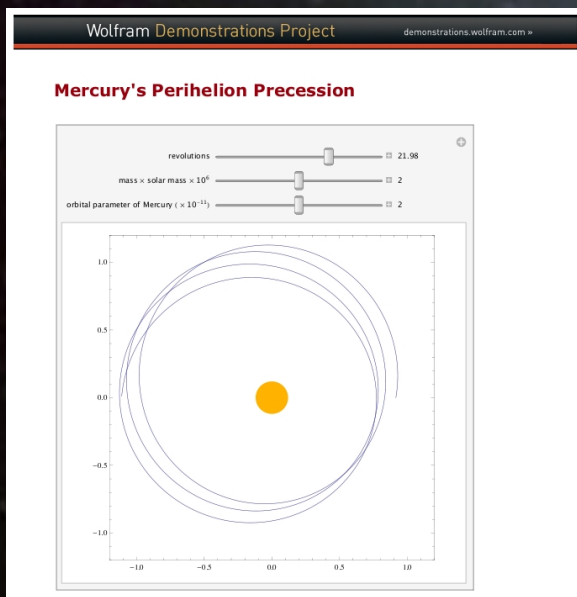 Wolfram Demonstrations Project
demonstrations.wolfram.com »
Mercury's Perihelion Precession
revolutions 21.98
mass × solar mass × 10⁶ 2
orbital parameter of Mercury ( × 10⁻¹¹) 2
1.0
0.5
0.0
-0.5
-1.0
-1.0 -0.5 0.0 0.5 1.0